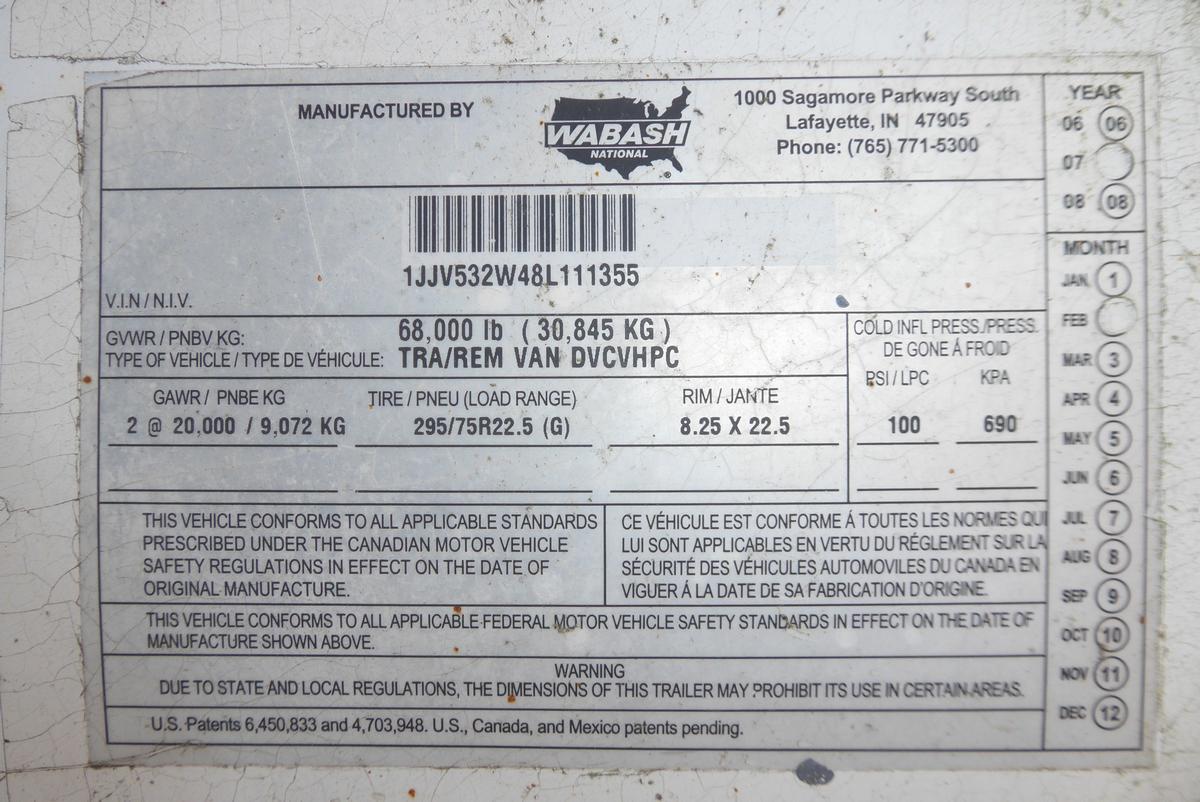 MANUFACTURED BY
WABASH
NATIONAL
®
1000 Sagamore Parkway South
Lafayette, IN 47905
Phone: (765) 771-5300
YEAR
06 06
07
08 08
1JJV532W48L111355
V.I.N / N.I.V.
GVWR / PNBV KG: 68,000 lb ( 30,845 KG )
TYPE OF VEHICLE / TYPE DE VÉHICULE: TRA/REM VAN DVCVHPC
COLD INFL PRESS./PRESS.
DE GONE Á FROID
PSI / LPC KPA
100 690
GAWR / PNBE KG TIRE / PNEU (LOAD RANGE) RIM / JANTE
2 @ 20,000 / 9,072 KG 295/75R22.5 (G) 8.25 X 22.5
MONTH
JAN 1
FEB
MAR 3
APR 4
MAY 5
JUN 6
JUL 7
AUG 8
SEP 9
OCT 10
NOV 11
DEC 12
THIS VEHICLE CONFORMS TO ALL APPLICABLE STANDARDS
PRESCRIBED UNDER THE CANADIAN MOTOR VEHICLE
SAFETY REGULATIONS IN EFFECT ON THE DATE OF
ORIGINAL MANUFACTURE.
CE VÉHICULE EST CONFORME Á TOUTES LES NORMES QUI
LUI SONT APPLICABLES EN VERTU DU RÉGLEMENT SUR LA
SÉCURITÉ DES VÉHICULES AUTOMOVILES DU CANADA EN
VIGUER Á LA DATE DE SA FABRICATION D'ORIGINE.
THIS VEHICLE CONFORMS TO ALL APPLICABLE FEDERAL MOTOR VEHICLE SAFETY STANDARDS IN EFFECT ON THE DATE OF
MANUFACTURE SHOWN ABOVE.
WARNING
DUE TO STATE AND LOCAL REGULATIONS, THE DIMENSIONS OF THIS TRAILER MAY PROHIBIT ITS USE IN CERTAIN AREAS.
U.S. Patents 6,450,833 and 4,703,948. U.S., Canada, and Mexico patents pending.